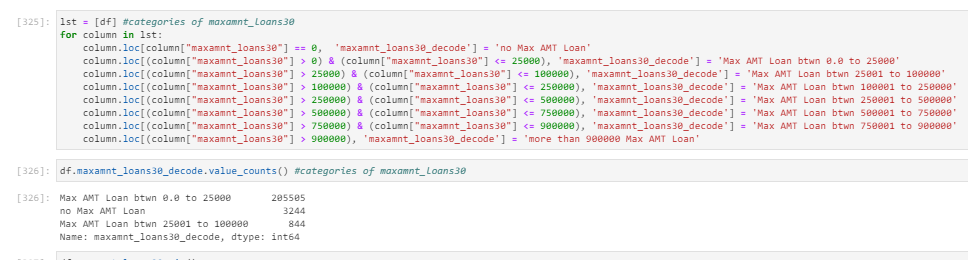 [325]: lst = [df] #categories of maxamnt_Loans30
for column in lst:
column.loc[column["maxamnt_loans30"] == 0, 'maxamnt_loans30_decode'] = 'no Max AMT Loan'
column.loc[(column["maxamnt_loans30"] > 0) & (column["maxamnt_loans30"] <= 25000), 'maxamnt_loans30_decode'] = 'Max AMT Loan btwn 0.0 to 25000'
column.loc[(column["maxamnt_loans30"] > 25000) & (column["maxamnt_loans30"] <= 100000), 'maxamnt_loans30_decode'] = 'Max AMT Loan btwn 25001 to 100000'
column.loc[(column["maxamnt_loans30"] > 100000) & (column["maxamnt_loans30"] <= 250000), 'maxamnt_loans30_decode'] = 'Max AMT Loan btwn 100001 to 250000'
column.loc[(column["maxamnt_loans30"] > 250000) & (column["maxamnt_loans30"] <= 500000), 'maxamnt_loans30_decode'] = 'Max AMT Loan btwn 250001 to 500000'
column.loc[(column["maxamnt_loans30"] > 500000) & (column["maxamnt_loans30"] <= 750000), 'maxamnt_loans30_decode'] = 'Max AMT Loan btwn 500001 to 750000'
column.loc[(column["maxamnt_loans30"] > 750000) & (column["maxamnt_loans30"] <= 900000), 'maxamnt_loans30_decode'] = 'Max AMT Loan btwn 750001 to 900000'
column.loc[(column["maxamnt_loans30"] > 900000), 'maxamnt_loans30_decode'] = 'more than 900000 Max AMT Loan'
[326]: df.maxamnt_loans30_decode.value_counts() #categories of maxamnt_Loans30
[326]: Max AMT Loan btwn 0.0 to 25000 205505
no Max AMT Loan 3244
Max AMT Loan btwn 25001 to 100000 844
Name: maxamnt_loans30_decode, dtype: int64